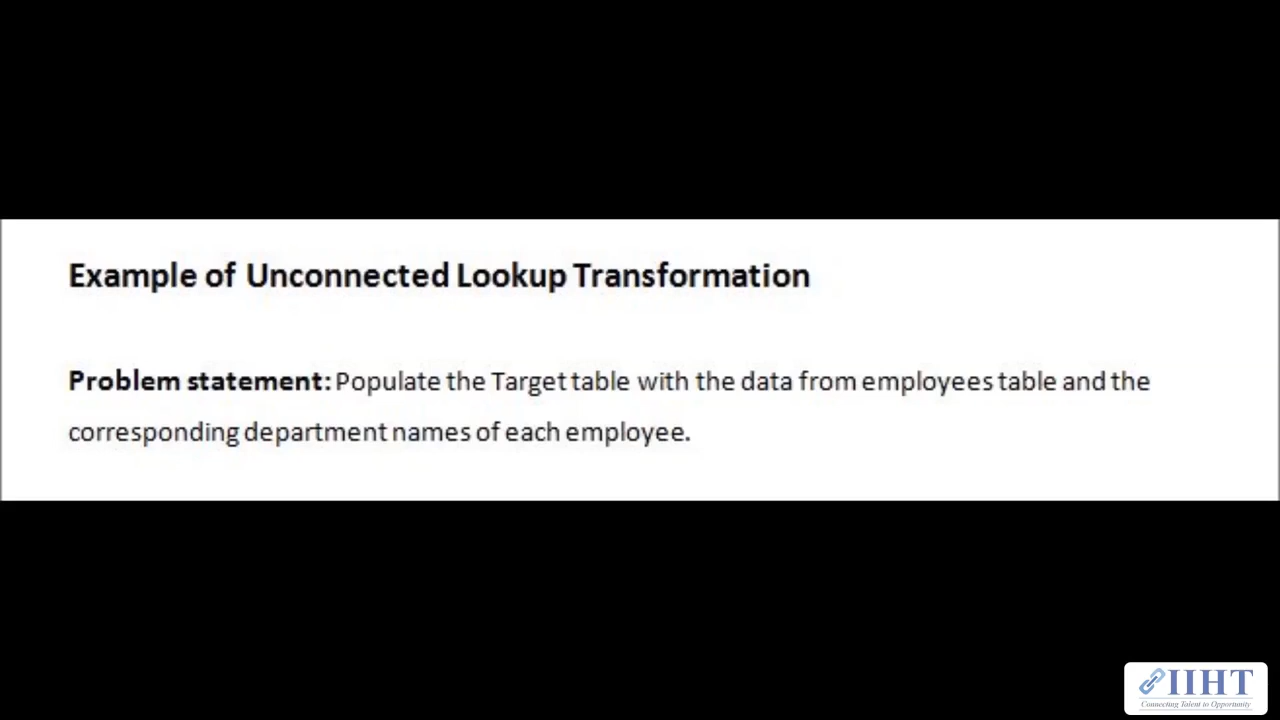 Example of Unconnected Lookup Transformation
Problem statement: Populate the Target table with the data from employees table and the
corresponding department names of each employee.
IIHT
Connecting Talent to Opportunity